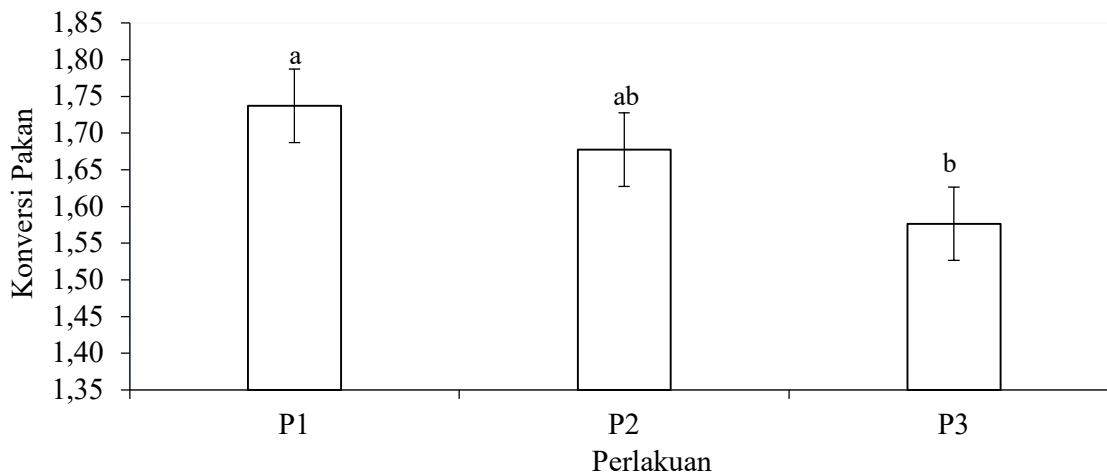 Konversi Pakan
1,85
1,80
1,75
1,70
1,65
1,60
1,55
1,50
1,45
1,40
1,35
a
ab
b
P1
P2
P3
Perlakuan